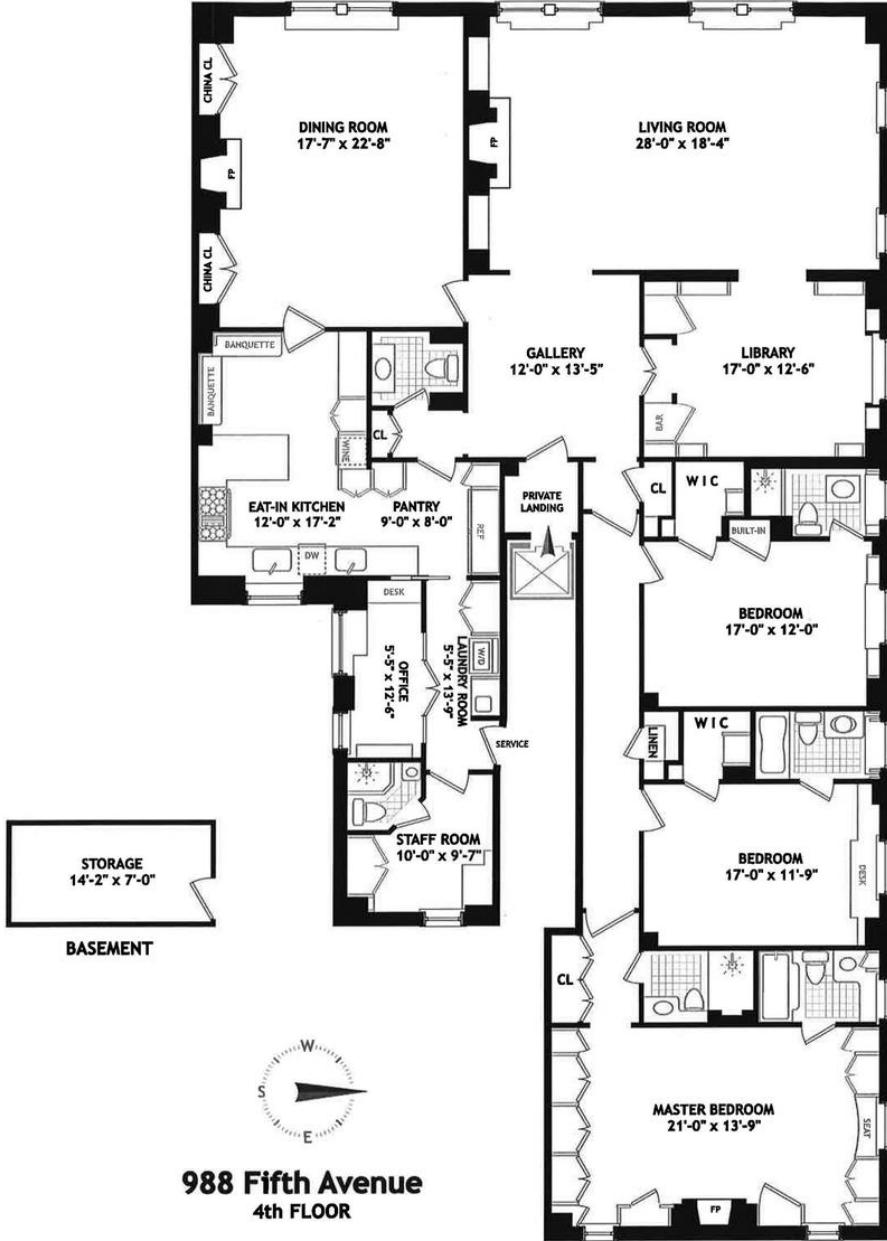 CHINA CL
DINING ROOM
17'-7" x 22'-8"
FP
CHINA CL
FP
LIVING ROOM
28'-0" x 18'-4"
BANQUETTE
BANQUETTE
GALLERY
12'-0" x 13'-5"
LIBRARY
17'-0" x 12'-6"
BAR
CL
WINE
EAT-IN KITCHEN
12'-0" x 17'-2"
PANTRY
9'-0" x 8'-0"
REF
DW
PRIVATE
LANDING
CL
WIC
BUILT-IN
BEDROOM
17'-0" x 12'-0"
DESK
OFFICE
5'-5" x 12'-6"
LAUNDRY ROOM
5'-5" x 13'-9"
W/D
SERVICE
LINEN
WIC
STAFF ROOM
10'-0" x 9'-7"
BEDROOM
17'-0" x 11'-9"
DESK
STORAGE
14'-2" x 7'-0"
BASEMENT
CL
MASTER BEDROOM
21'-0" x 13'-9"
SEAT
FP
W
S
E
988 Fifth Avenue
4th FLOOR